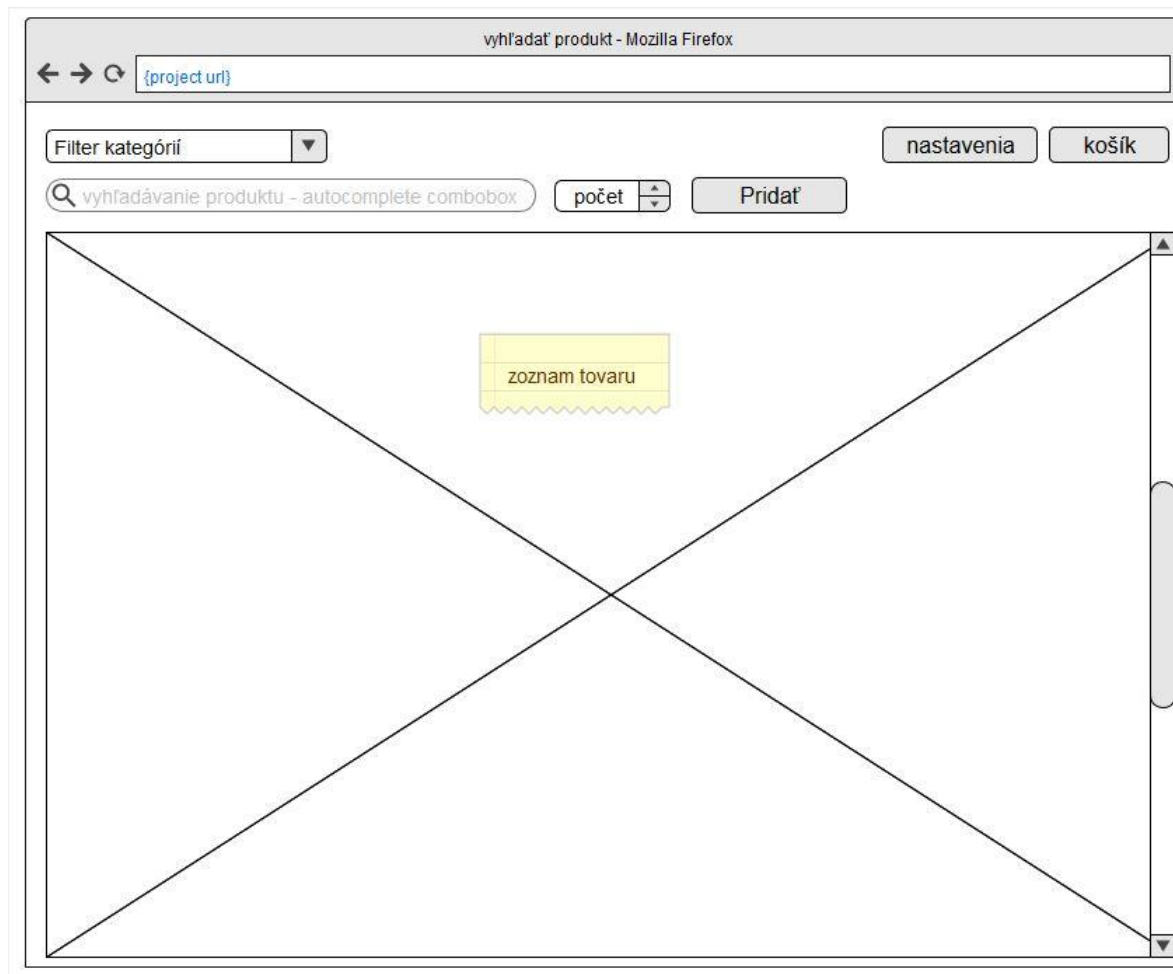 vyhľadať produkt - Mozilla Firefox
{project url}
Filter kategórií
nastavenia
košík
vyhľadávanie produktu - autocomplete combobox
počet
Pridať
zoznam tovaru